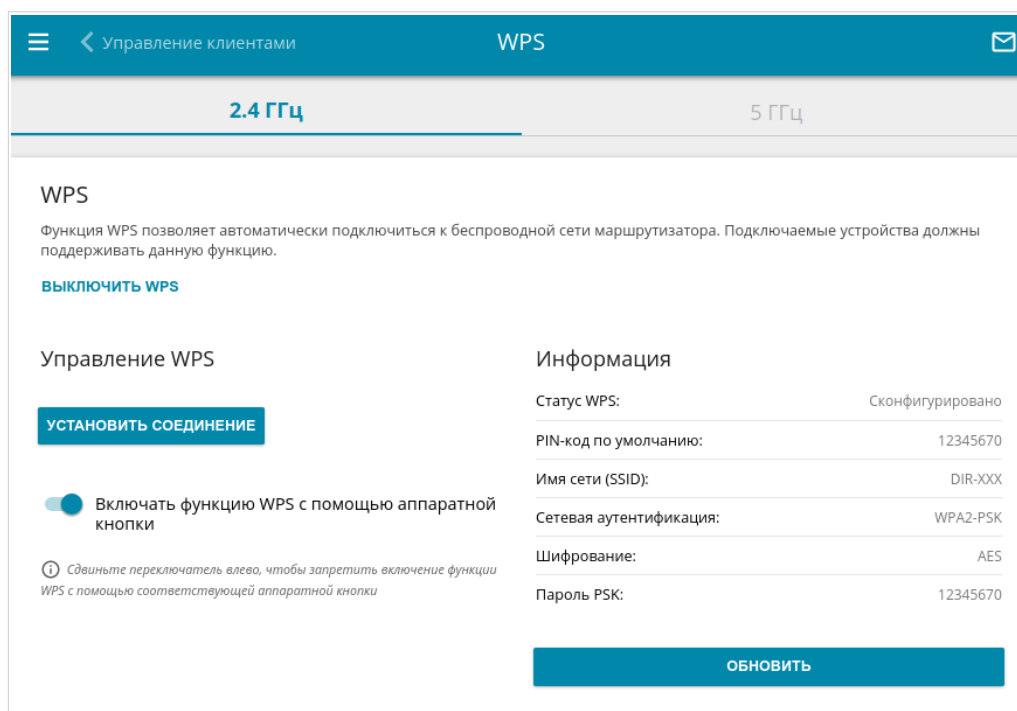 Управление клиентами
WPS
2.4 ГГц
5 ГГц
WPS
Функция WPS позволяет автоматически подключиться к беспроводной сети маршрутизатора. Подключаемые устройства должны
поддерживать данную функцию.
ВЫКЛЮЧИТЬ WPS
Управление WPS
УСТАНОВИТЬ СОЕДИНЕНИЕ
Включать функцию WPS с помощью аппаратной
кнопки
Сдвиньте переключатель влево, чтобы запретить включение функции
WPS с помощью соответствующей аппаратной кнопки
Информация
Статус WPS: Сконфигурировано
PIN-код по умолчанию: 12345670
Имя сети (SSID): DIR-XXX
Сетевая аутентификация: WPA2-PSK
Шифрование: AES
Пароль PSK: 12345670
ОБНОВИТЬ